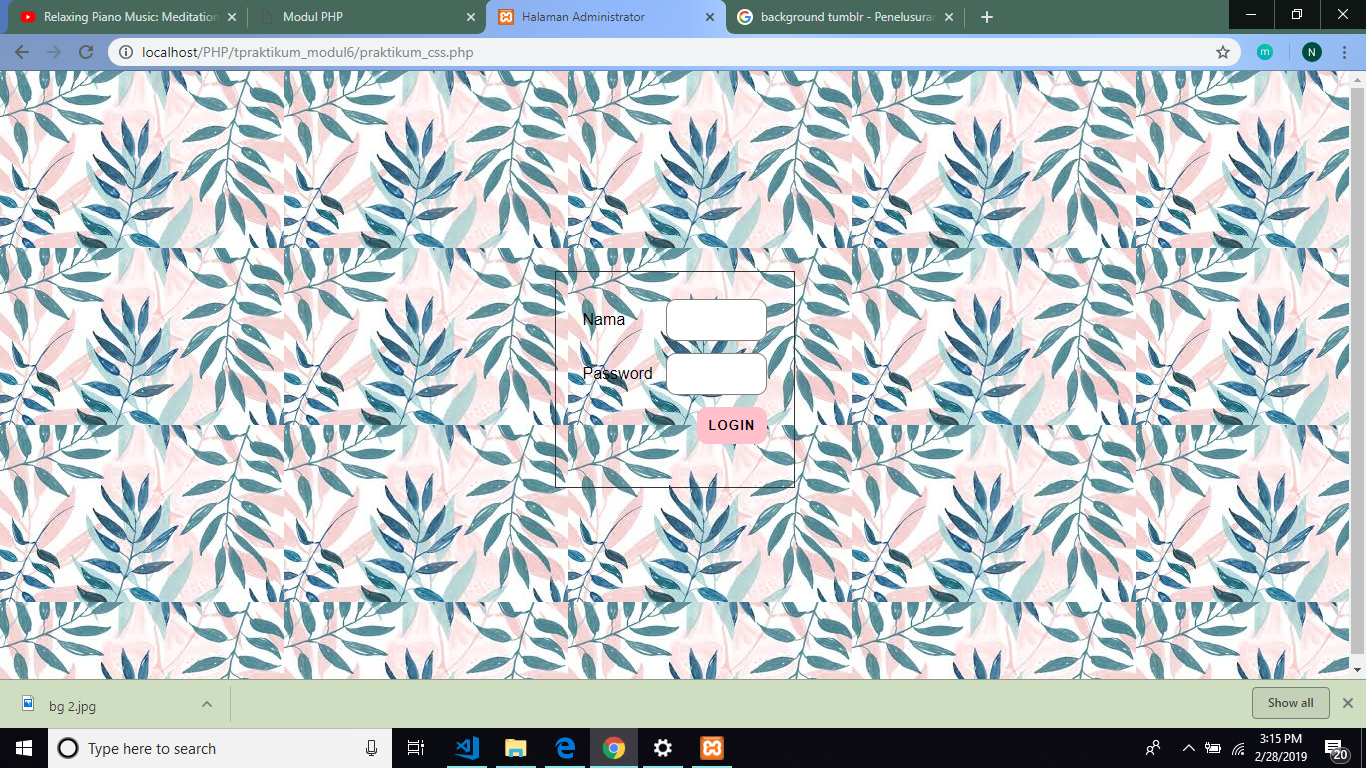 Relaxing Piano Music: Meditation
Modul PHP
Halaman Administrator
background tumblr - Penelusuran
localhost/PHP/tpraktikum_modul6/praktikum_css.php
m
N
Nama
Password
LOGIN
bg 2.jpg
Show all
Type here to search
3:15 PM
2/28/2019
20